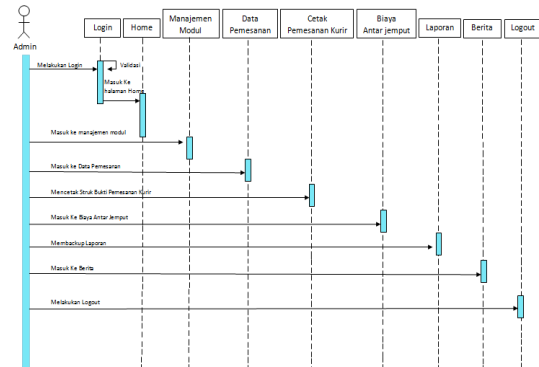 Admin
Login
Home
Manajemen
Modul
Data
Pemesanan
Cetak
Pemesanan Kurir
Biaya
Antar jemput
Laporan
Berita
Logout
Melakukan Login
Validasi
Masuk Ke
halaman Home
Masuk ke manajemen modul
Masuk ke Data Pemesanan
Mencetak Struk Bukti Pemesanan Kurir
Masuk Ke Biaya Antar Jemput
Membackup Laporan
Masuk Ke Berita
Melakukan Logout